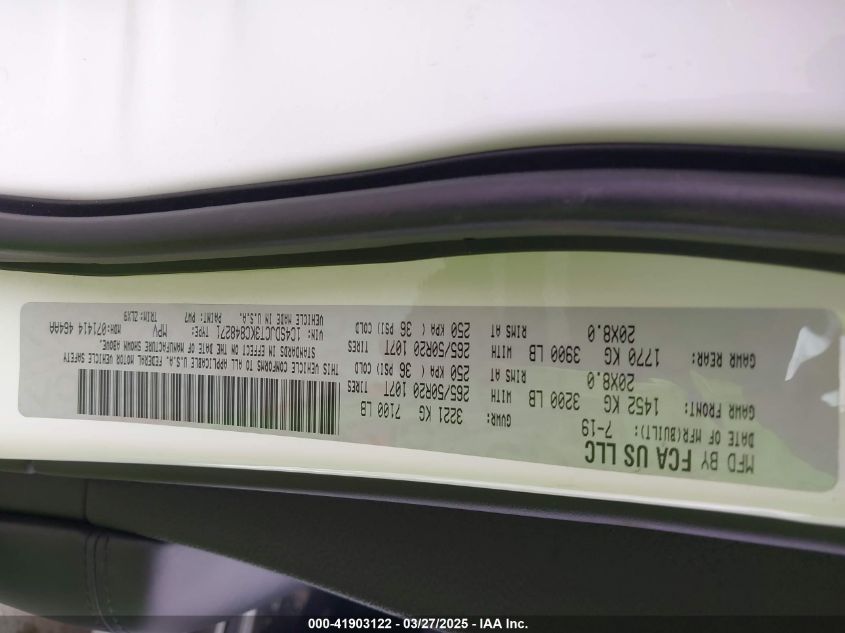 MFD BY FCA US LLC
DATE OF MFR(BUILT): 7-19
GAWR FRONT: 1452 KG 3200 LB WITH
20X8.0 RIMS AT
GAWR REAR: 1770 KG 3900 LB WITH
20X8.0 RIMS AT
GVWR: 3221 KG 7100 LB
265/50R20 107T TIRES
250 KPA ( 36 PSI) COLD
265/50R20 107T TIRES
250 KPA ( 36 PSI) COLD
THIS VEHICLE CONFORMS TO ALL APPLICABLE U.S.A. FEDERAL MOTOR VEHICLE SAFETY
STANDARDS IN EFFECT ON THE DATE OF MANUFACTURE SHOWN ABOVE.
VIN: 1C4SDJCT3KC848271 TYPE: MPV MDH:071414 464AA
VEHICLE MADE IN U.S.A. PAINT: PW7 TRIM:ZLX9
000-41903122 - 03/27/2025 - IAA Inc.